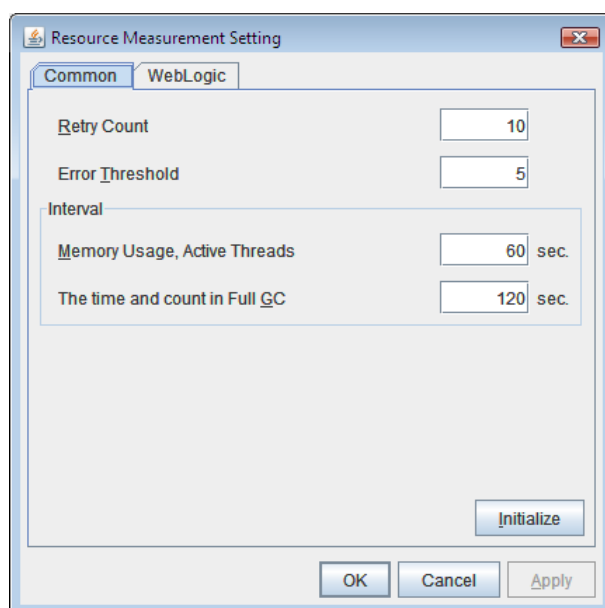 Resource Measurement Setting
Common WebLogic
Retry Count 10
Error Threshold 5
Interval
Memory Usage, Active Threads 60 sec.
The time and count in Full GC 120 sec.
Initialize
OK Cancel Apply